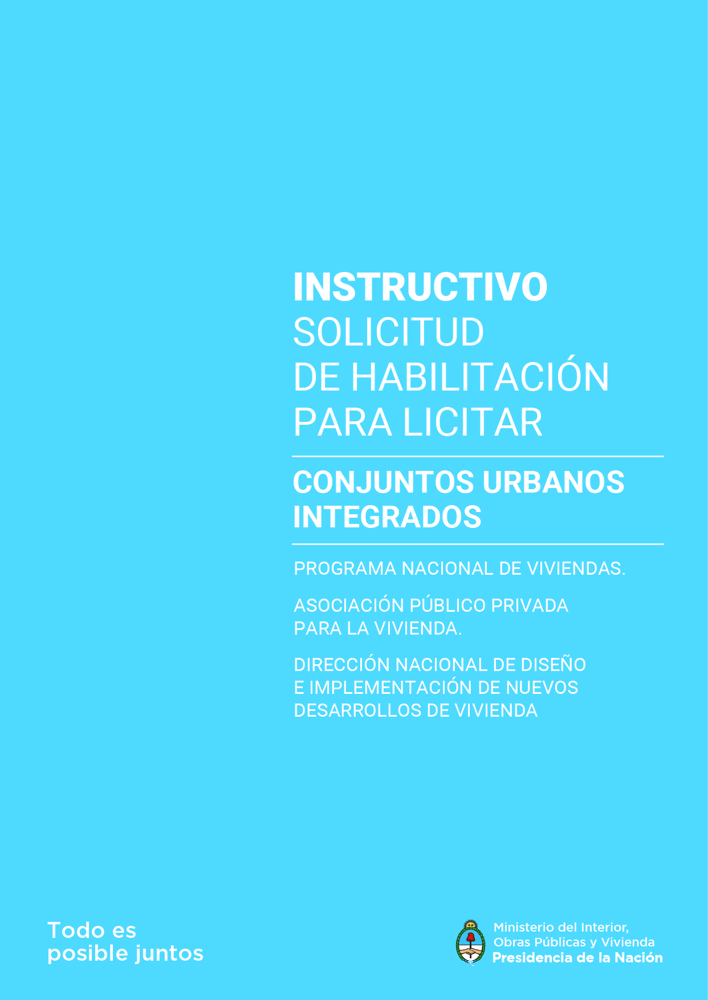 INSTRUCTIVO
SOLICITUD
DE HABILITACIÓN
PARA LICITAR
CONJUNTOS URBANOS
INTEGRADOS
PROGRAMA NACIONAL DE VIVIENDAS.
ASOCIACIÓN PÚBLICO PRIVADA
PARA LA VIVIENDA.
DIRECCIÓN NACIONAL DE DISEÑO
E IMPLEMENTACIÓN DE NUEVOS
DESARROLLOS DE VIVIENDA
Todo es
posible juntos
Ministerio del Interior,
Obras Públicas y Vivienda
Presidencia de la Nación